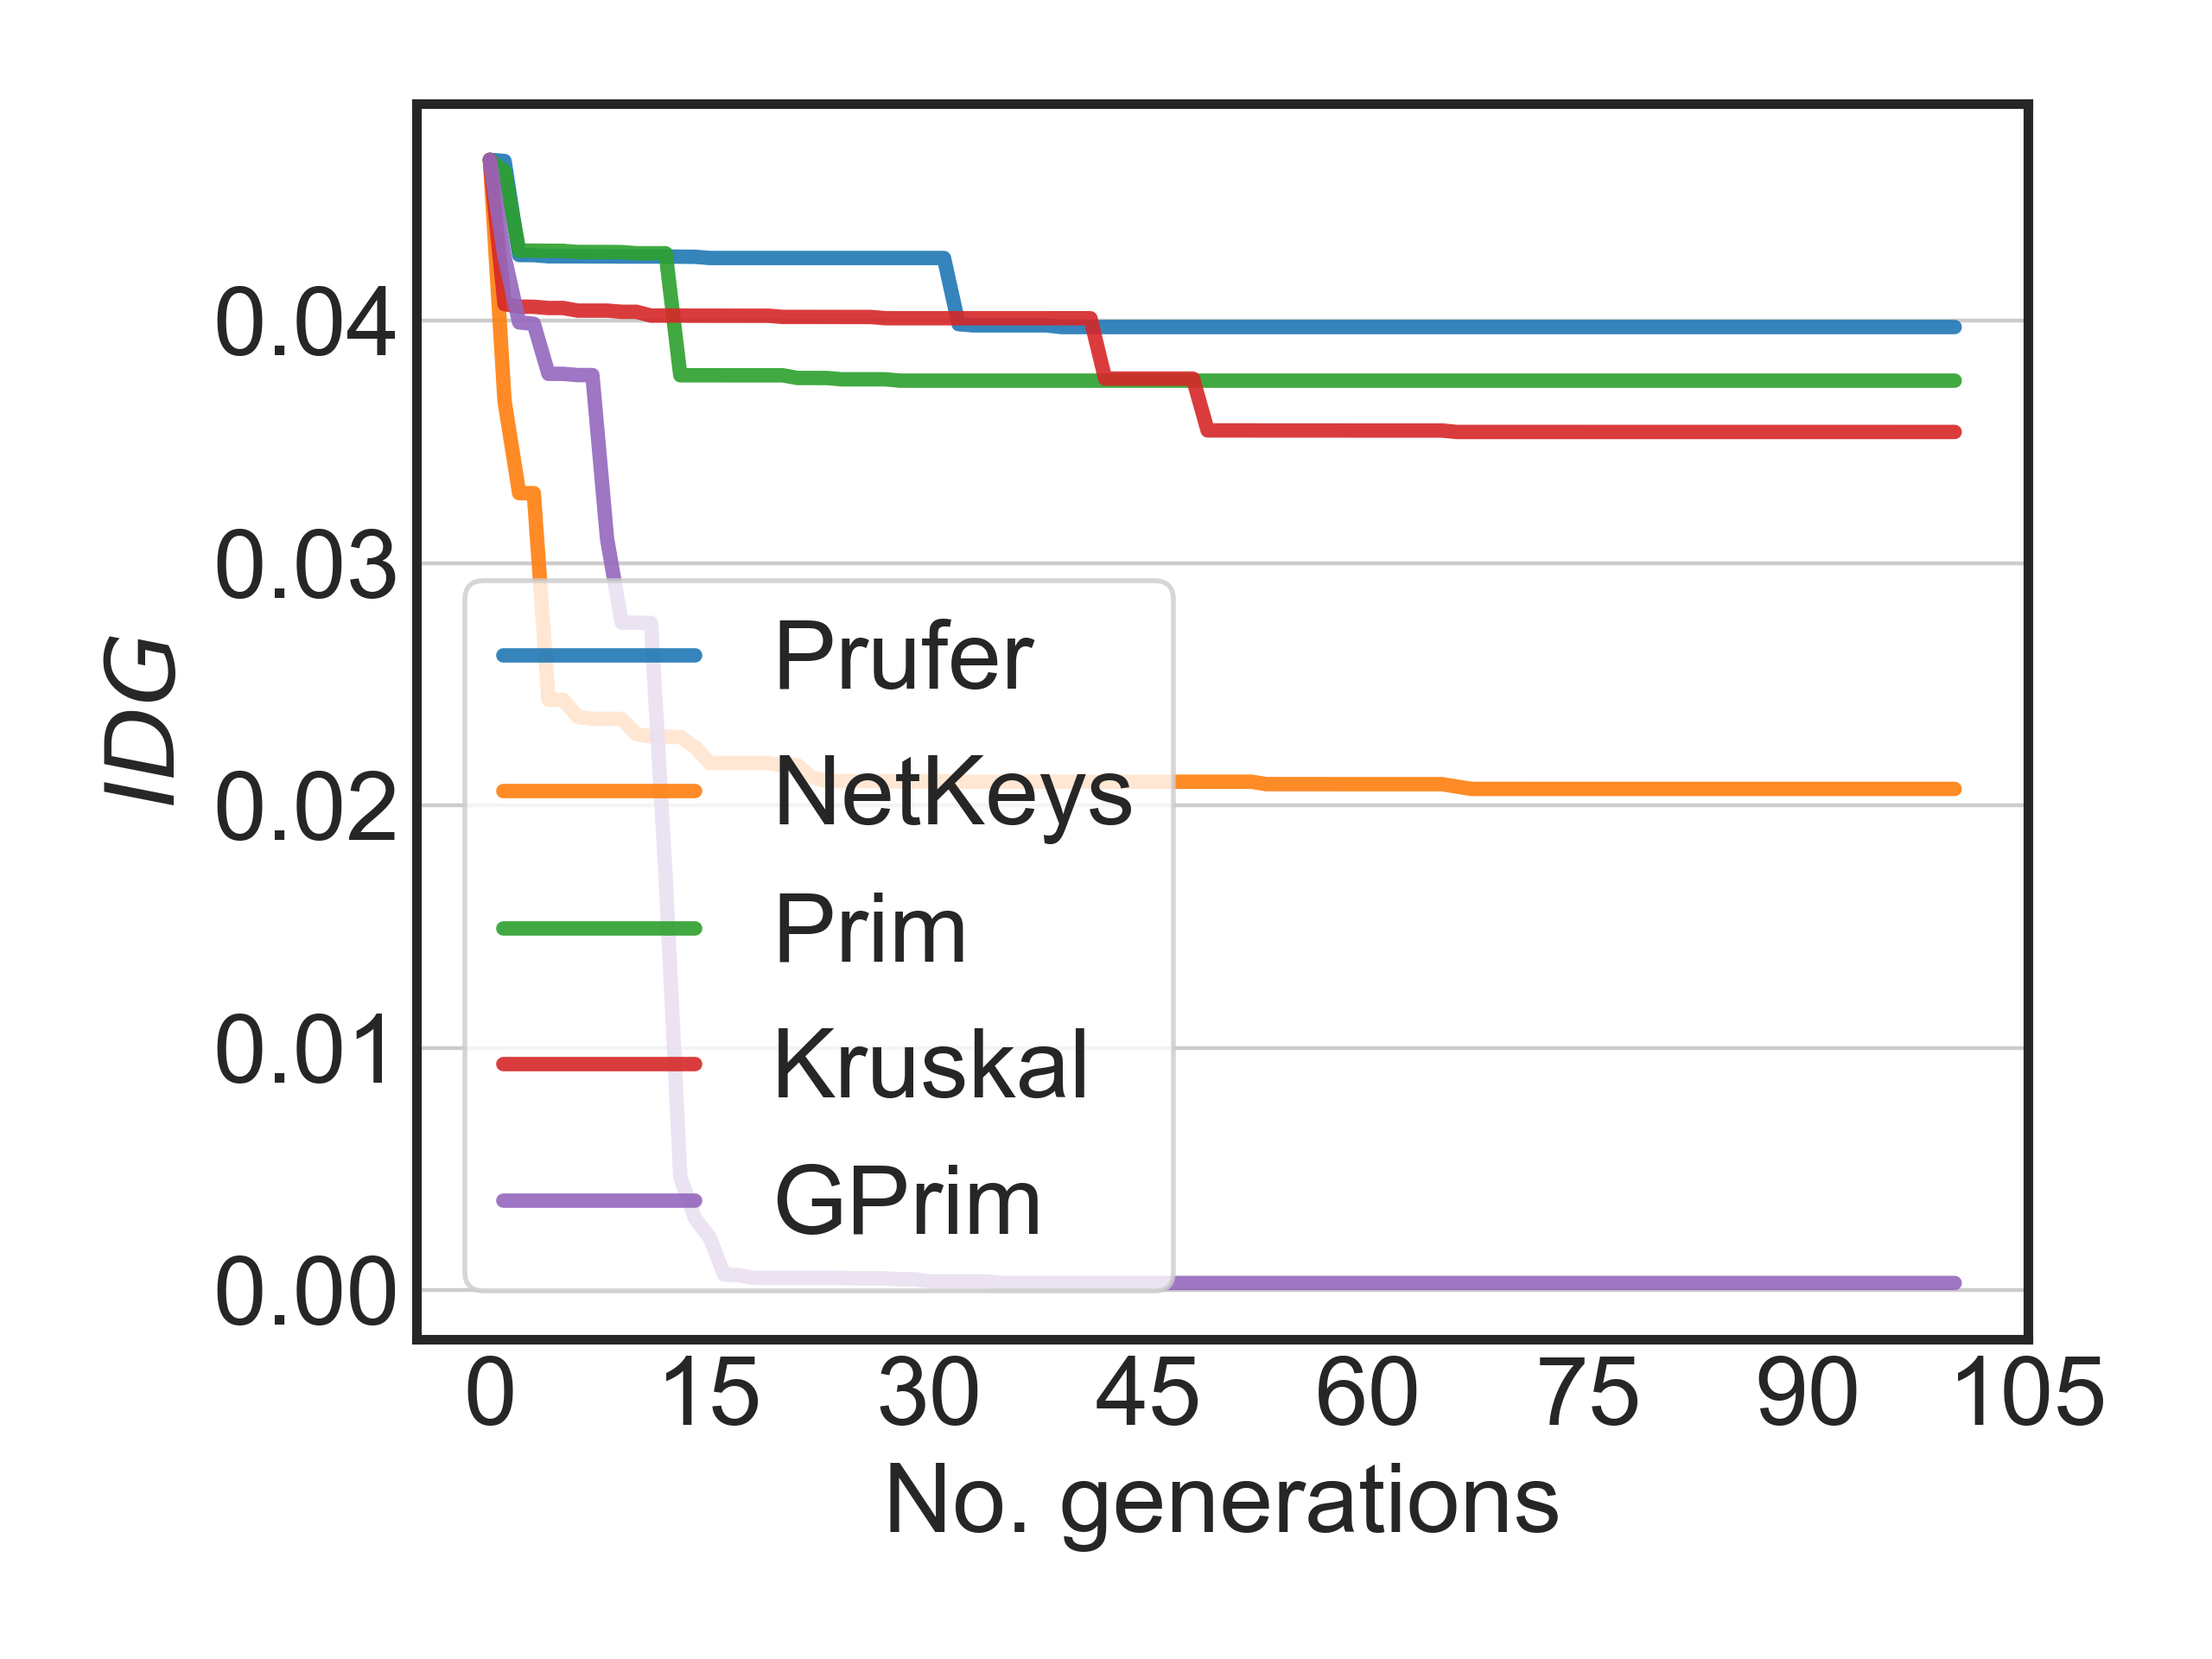 0.04
0.03
0.02
0.01
0.00
IDG
Prufer
NetKeys
Prim
Kruskal
GPrim
0 15 30 45 60 75 90 105
No. generations